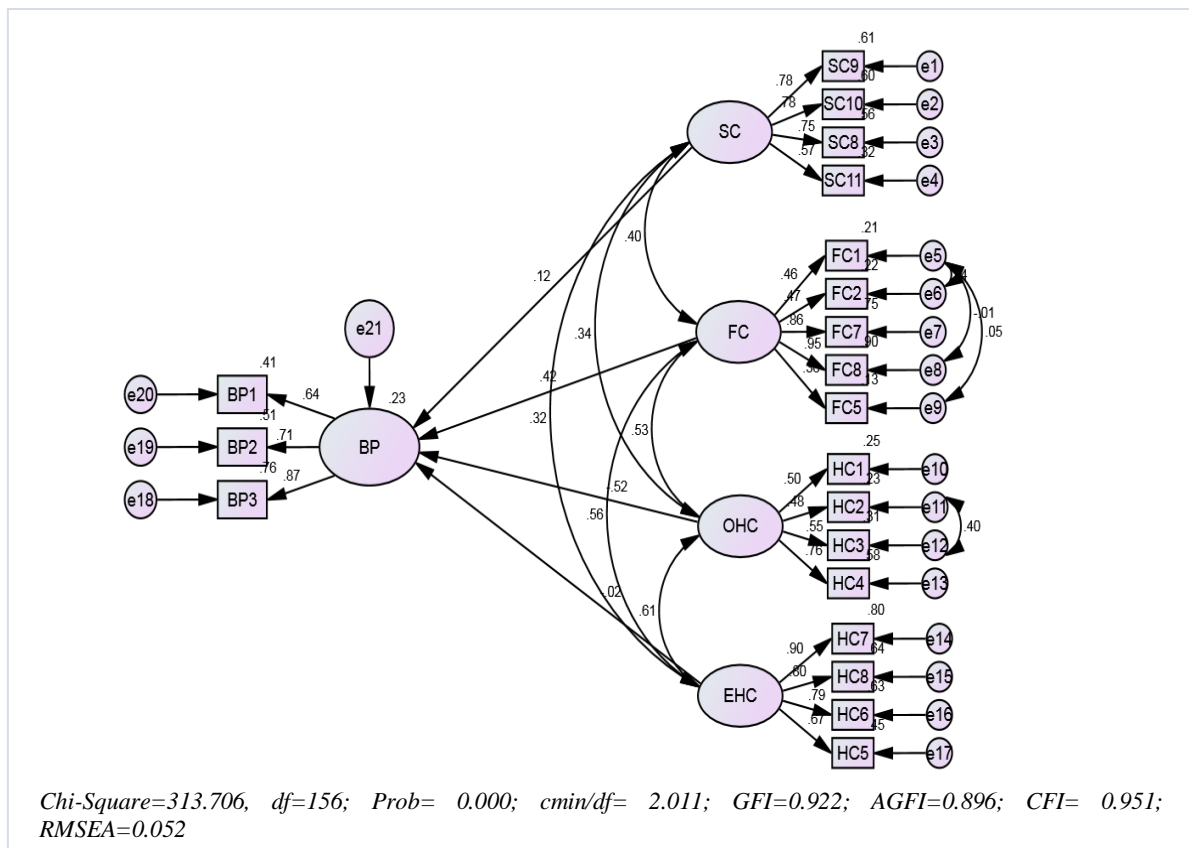 .61
SC9
e1
.78
.60
SC10
e2
.78
.56
SC
.75
SC8
e3
.57
.32
SC11
e4
.40
.21
.12
FC1
e5
.46
.22
FC2
e6
.47
.75
-.01
e21
.86
FC7
e7
.05
FC
.34
.95
.90
FC8
e8
.41
.42
.13
e20
BP1
.64
.23
.32
FC5
e9
.51
e19
BP2
.71
BP
.53
.25
.76
.87
HC1
e10
e18
BP3
.50
.23
-.52
HC2
e11
.48
.31
.56
OHC
.40
.55
HC3
e12
.76
.58
HC4
e13
-.02
.61
.80
HC7
e14
.90
.64
.80
HC8
e15
.63
EHC
.79
HC6
e16
.67
.45
HC5
e17
Chi-Square=313.706, df=156; Prob= 0.000; cmin/df= 2.011; GFI=0.922; AGFI=0.896; CFI= 0.951;
RMSEA=0.052